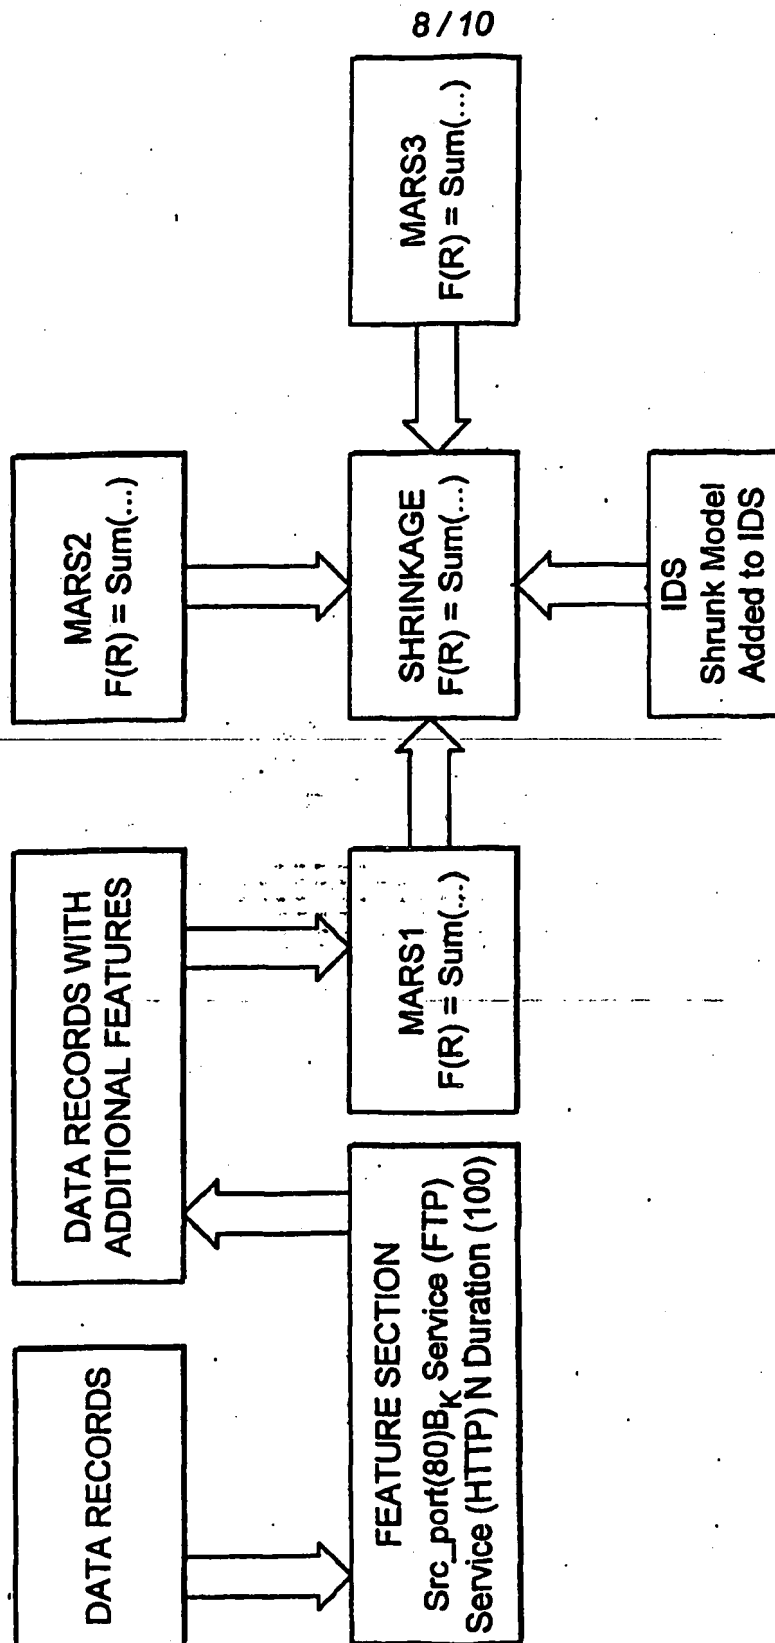 8 / 10
DATA RECORDS
FEATURE SECTION
Src_port(80)B_K Service (FTP)
Service (HTTP) N Duration (100)
DATA RECORDS WITH
ADDITIONAL FEATURES
MARS1
F(R) = Sum(...)
MARS2
F(R) = Sum(...)
SHRINKAGE
F(R) = Sum(...)
IDS
Shrunk Model
Added to IDS
MARS3
F(R) = Sum(...)